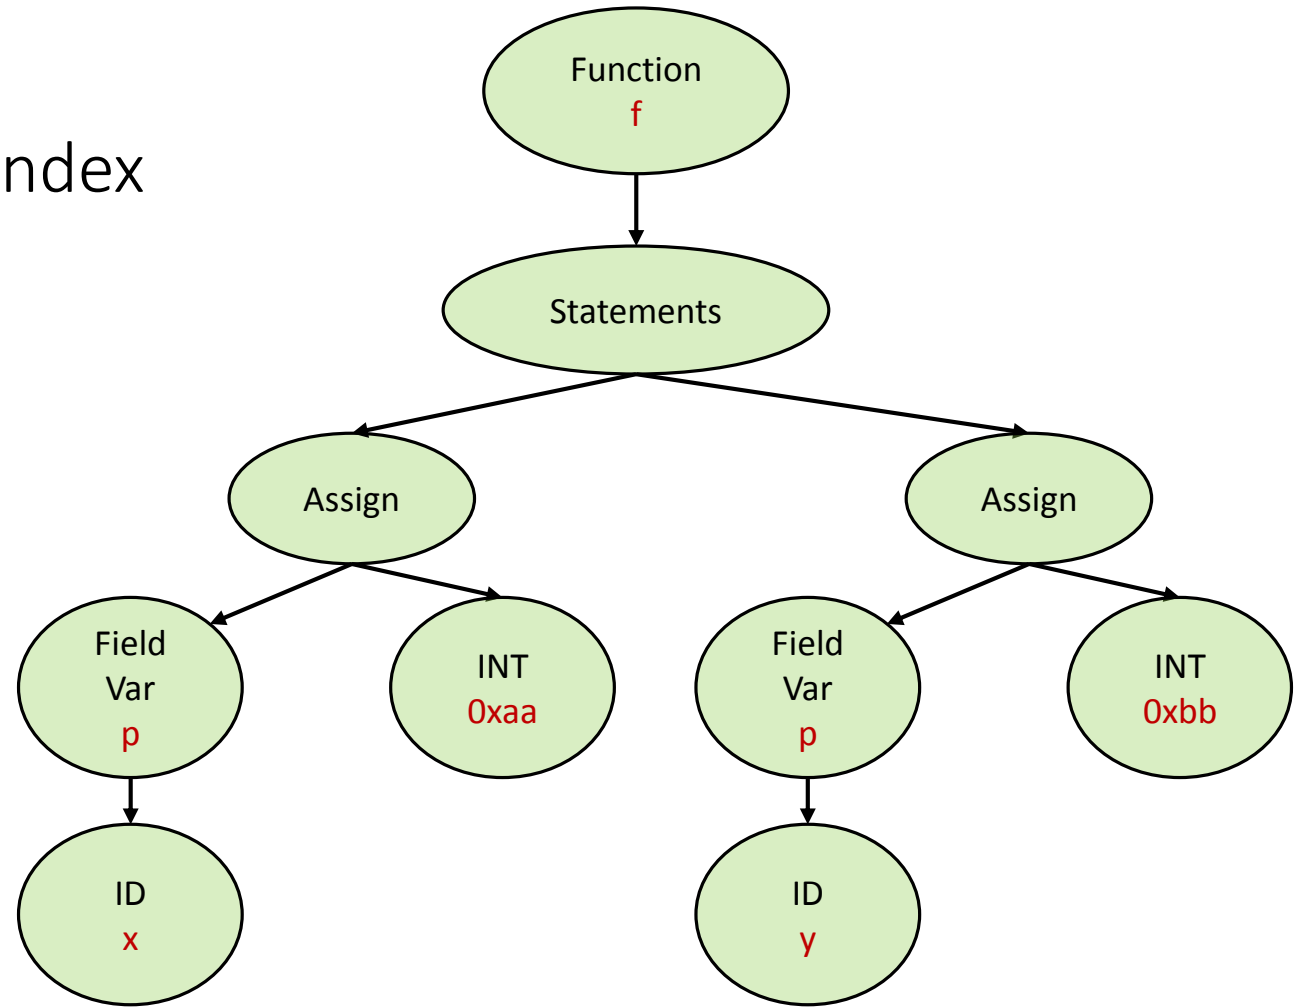 Function
f
ndex
Statements
Assign
Assign
Field
Var
p
INT
0xaa
Field
Var
p
INT
0xbb
ID
x
ID
y